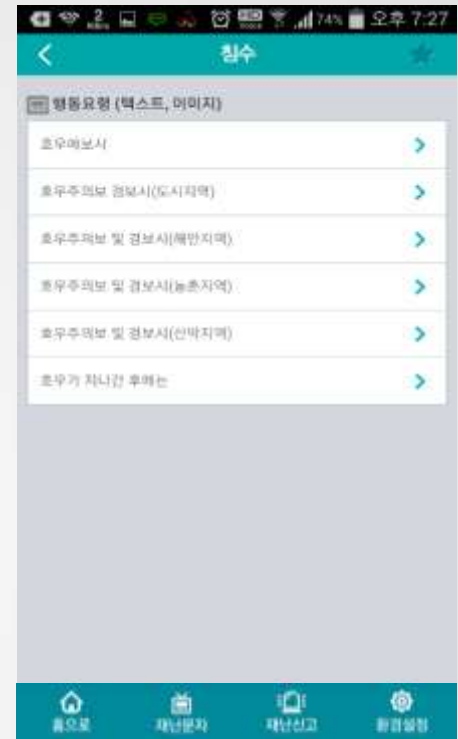 74% 오후 7:27
침수
행동요령 (텍스트, 이미지)
호우예보시
호우주의보 경보시(도시지역)
호우주의보 및 경보시(해안지역)
호우주의보 및 경보시(농촌지역)
호우주의보 및 경보시(산악지역)
호우가 지나간 후에는
홈으로 재난문자 재난신고 환경설정